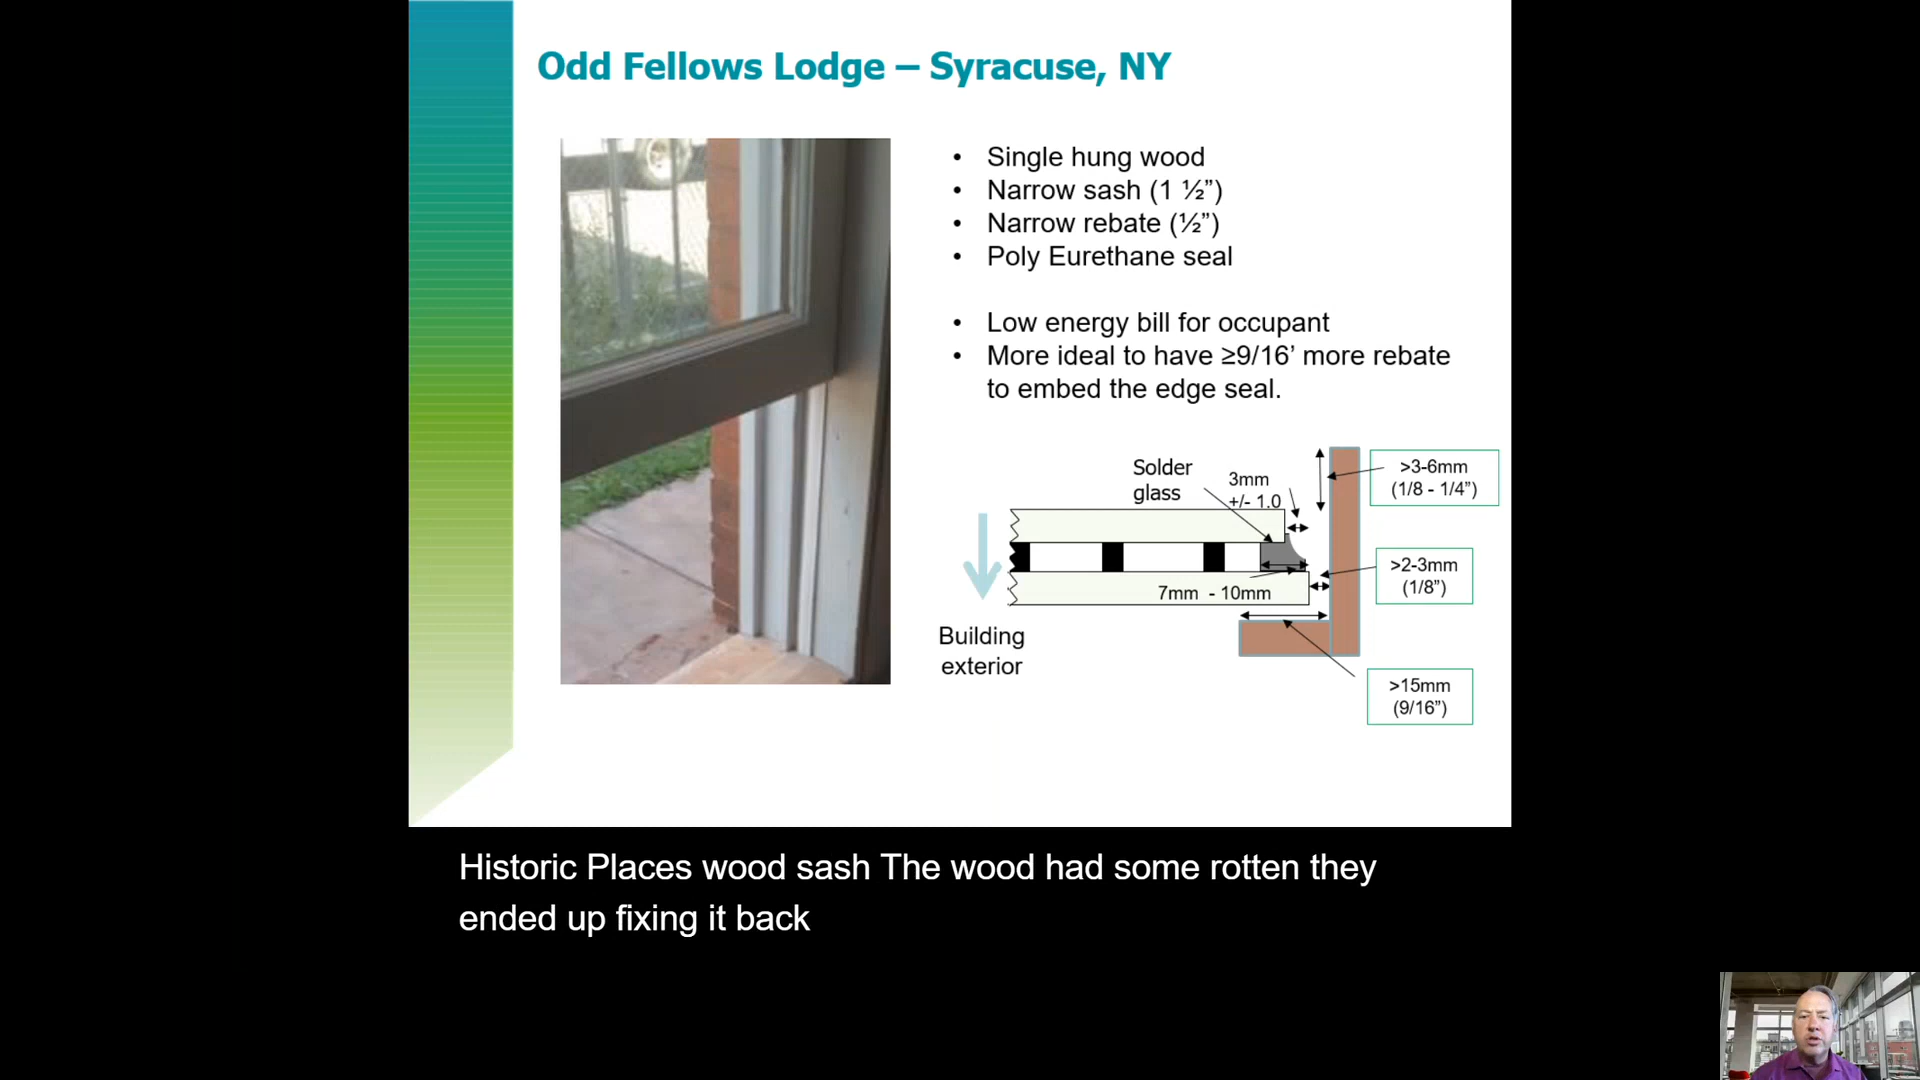 Odd Fellows Lodge – Syracuse, NY
• Single hung wood
• Narrow sash (1 ½”)
• Narrow rebate (½”)
• Poly Eurethane seal
• Low energy bill for occupant
• More ideal to have ≥9/16’ more rebate
to embed the edge seal.
Solder
glass
3mm
+/- 1.0
>3-6mm
(1/8 - 1/4”)
>2-3mm
(1/8”)
7mm - 10mm
Building
exterior
>15mm
(9/16”)
Historic Places wood sash The wood had some rotten they
ended up fixing it back